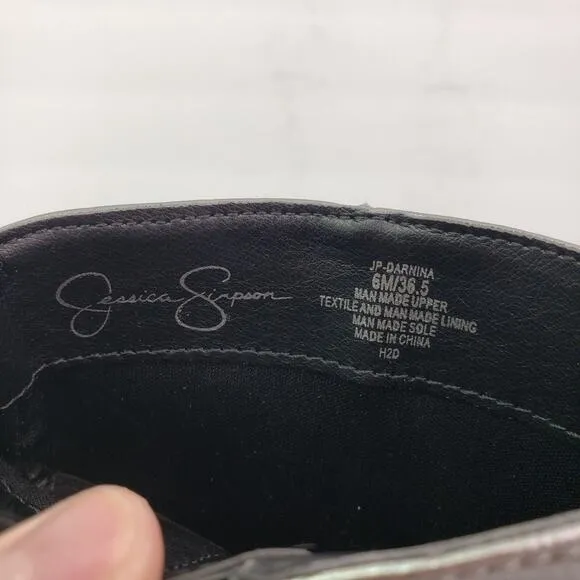 Jessica Simpson
JP-DARNINA
6M/36.5
MAN MADE UPPER
TEXTILE AND MAN MADE LINING
MAN MADE SOLE
MADE IN CHINA
H2D